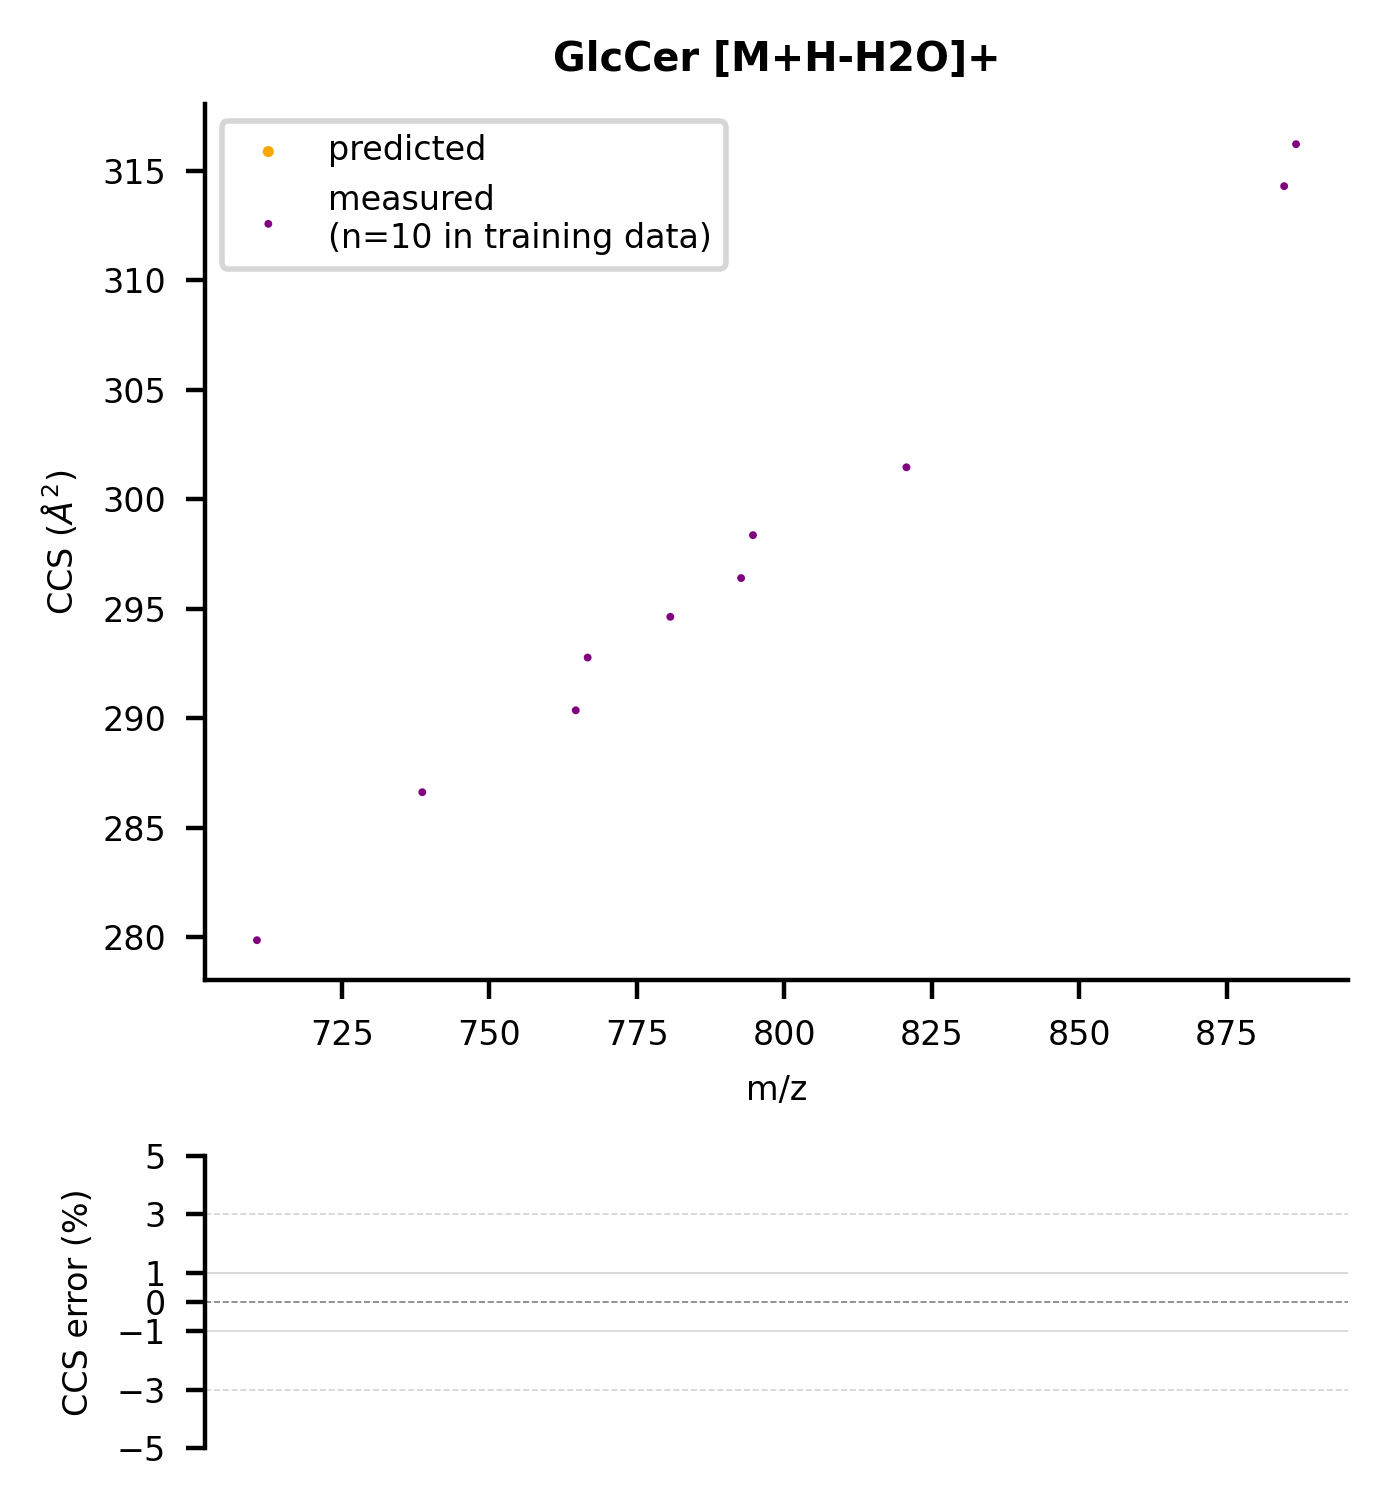 GlcCer [M+H-H2O]+
predicted
measured
(n=10 in training data)
315
310
305
300
295
290
285
280
CCS (Å²)
725 750 775 800 825 850 875
m/z
5
3
1
0
−1
−3
−5
CCS error (%)